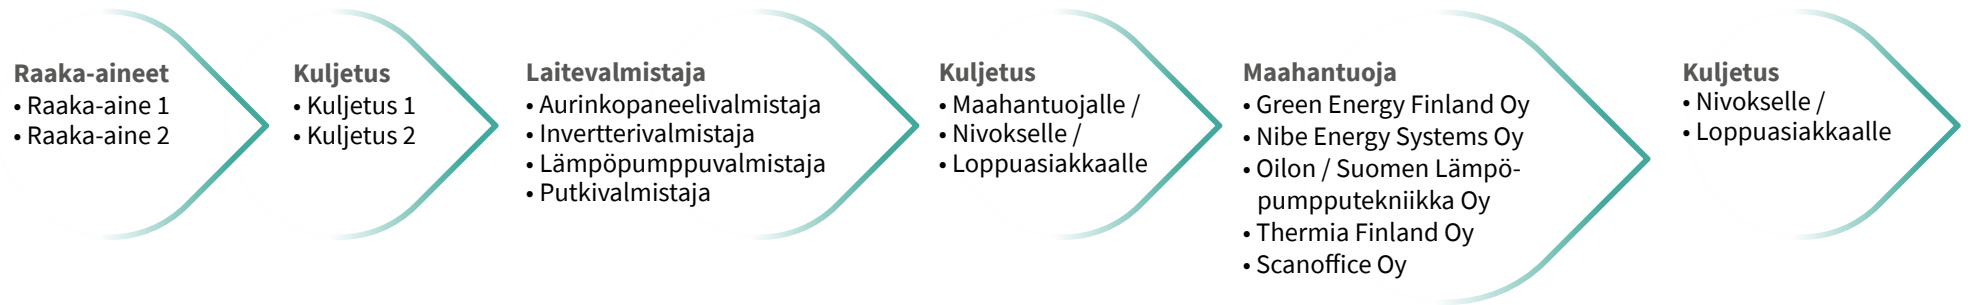 Raaka-aineet
• Raaka-aine 1
• Raaka-aine 2
Kuljetus
• Kuljetus 1
• Kuljetus 2
Laitevalmistaja
• Aurinkopaneelivalmistaja
• Invertterivalmistaja
• Lämpöpumppuvalmistaja
• Putkivalmistaja
Kuljetus
• Maahantuojalle /
• Nivokselle /
• Loppuasiakkaalle
Maahantuoja
• Green Energy Finland Oy
• Nibe Energy Systems Oy
• Oilon / Suomen Lämpö-
pumpputekniikka Oy
• Thermia Finland Oy
• Scanoffice Oy
Kuljetus
• Nivokselle /
• Loppuasiakkaalle